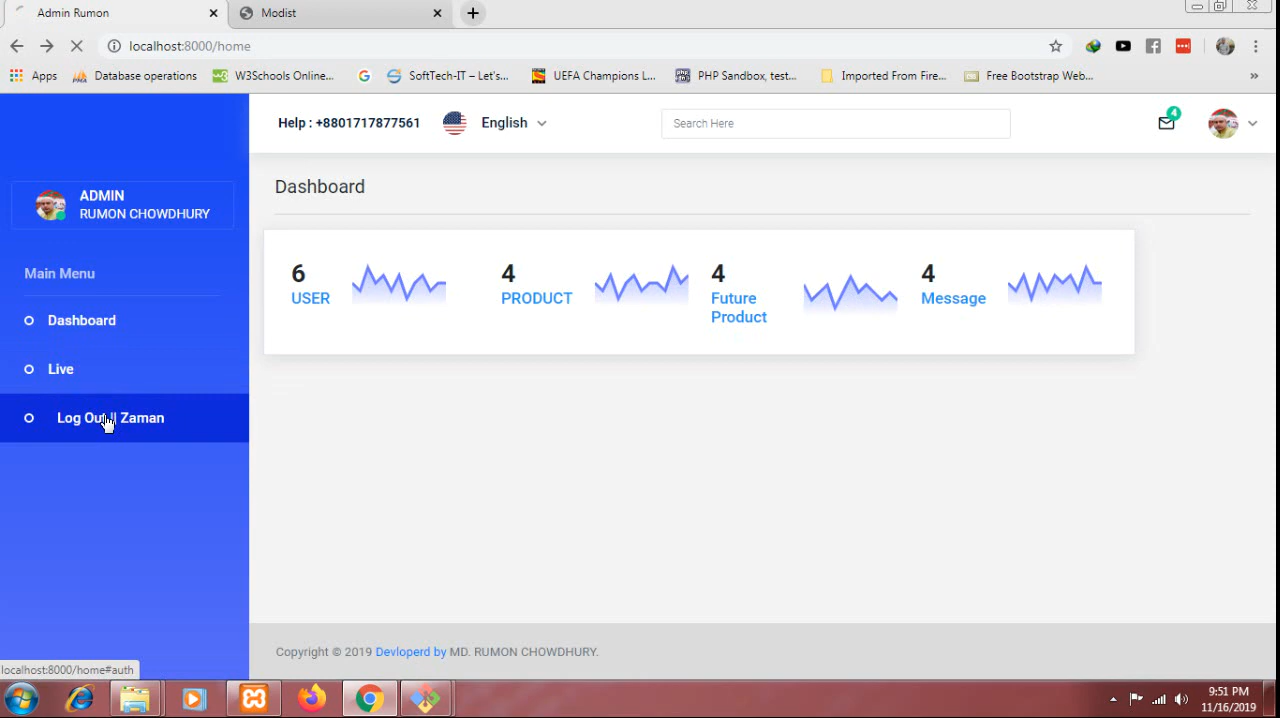 Admin Rumon
Modist
localhost:8000/home
Apps
Database operations
W3Schools Online...
SoftTech-IT – Let's...
UEFA Champions L...
PHP Sandbox, test...
Imported From Fire...
Free Bootstrap Web...
Help : +8801717877561
English
Search Here
4
ADMIN
RUMON CHOWDHURY
Main Menu
Dashboard
Live
Log Out || Zaman
Dashboard
6
USER
4
PRODUCT
4
Future
Product
4
Message
Copyright © 2019 Devloperd by MD. RUMON CHOWDHURY.
localhost:8000/home#auth
9:51 PM
11/16/2019